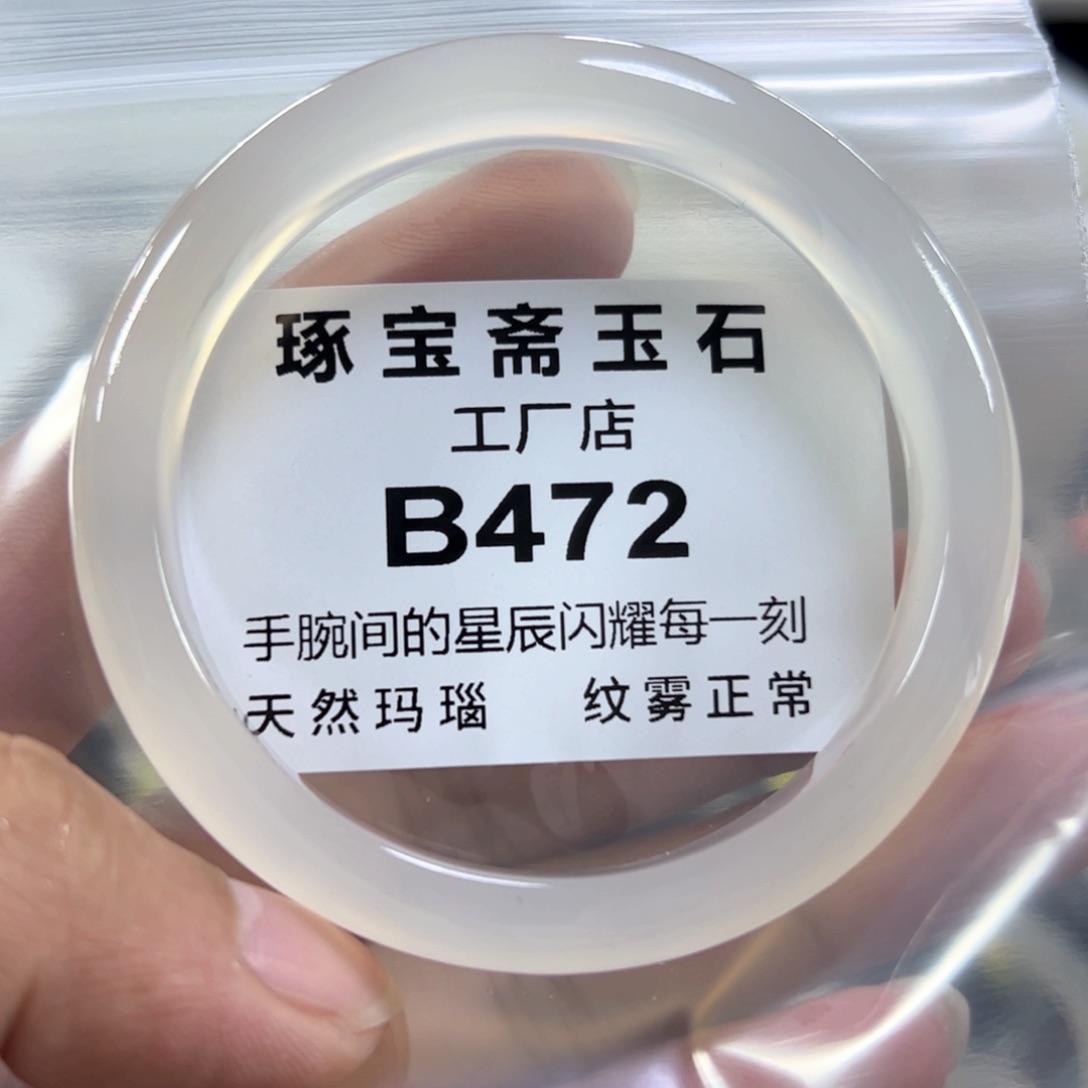 琢宝斋玉石
工厂店
B472
手腕间的星辰闪耀每一刻
天然玛瑙 纹雾正常